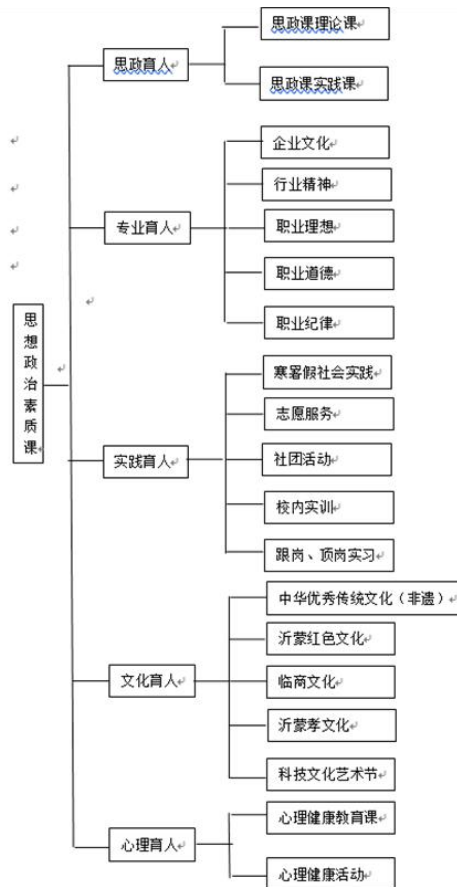 思想政治素质课
思政育人
思政课理论课
思政课实践课
专业育人
企业文化
行业精神
职业理想
职业道德
职业纪律
实践育人
寒署假社会实践
志愿服务
社团活动
校内实训
跟岗、顶岗实习
文化育人
中华优秀传统文化（非遗）
沂蒙红色文化
临商文化
沂蒙孝文化
科技文化艺术节
心理育人
心理健康教育课
心理健康活动